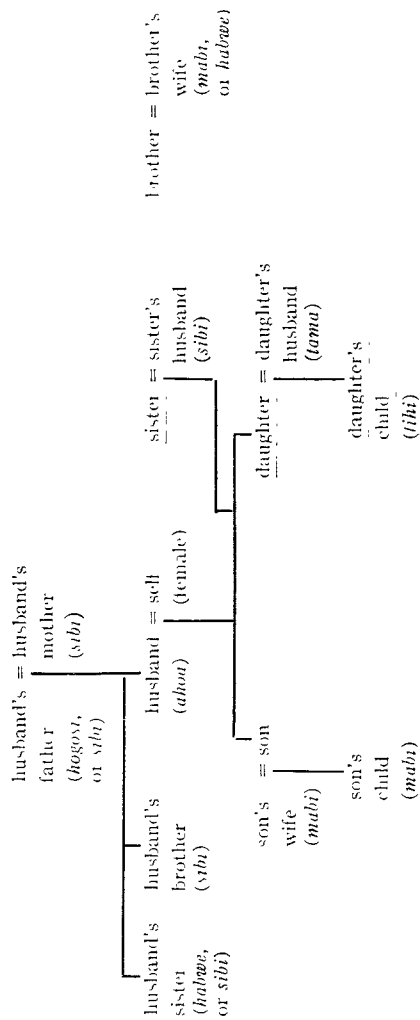 husband's = husband's
father mother
(hogosi, (sibi)
or sibi)
husband's husband's husband = self sister = sister's brother = brother's
sister brother (ahou) (female) husband wife
(habwe, (sibi) (sibi) (mabi,
or sibi) or habwe)
son's = son daughter = daughter's
wife husband
(mabi) (tama)
son's daughter's
child child
(mabi) (tihi)